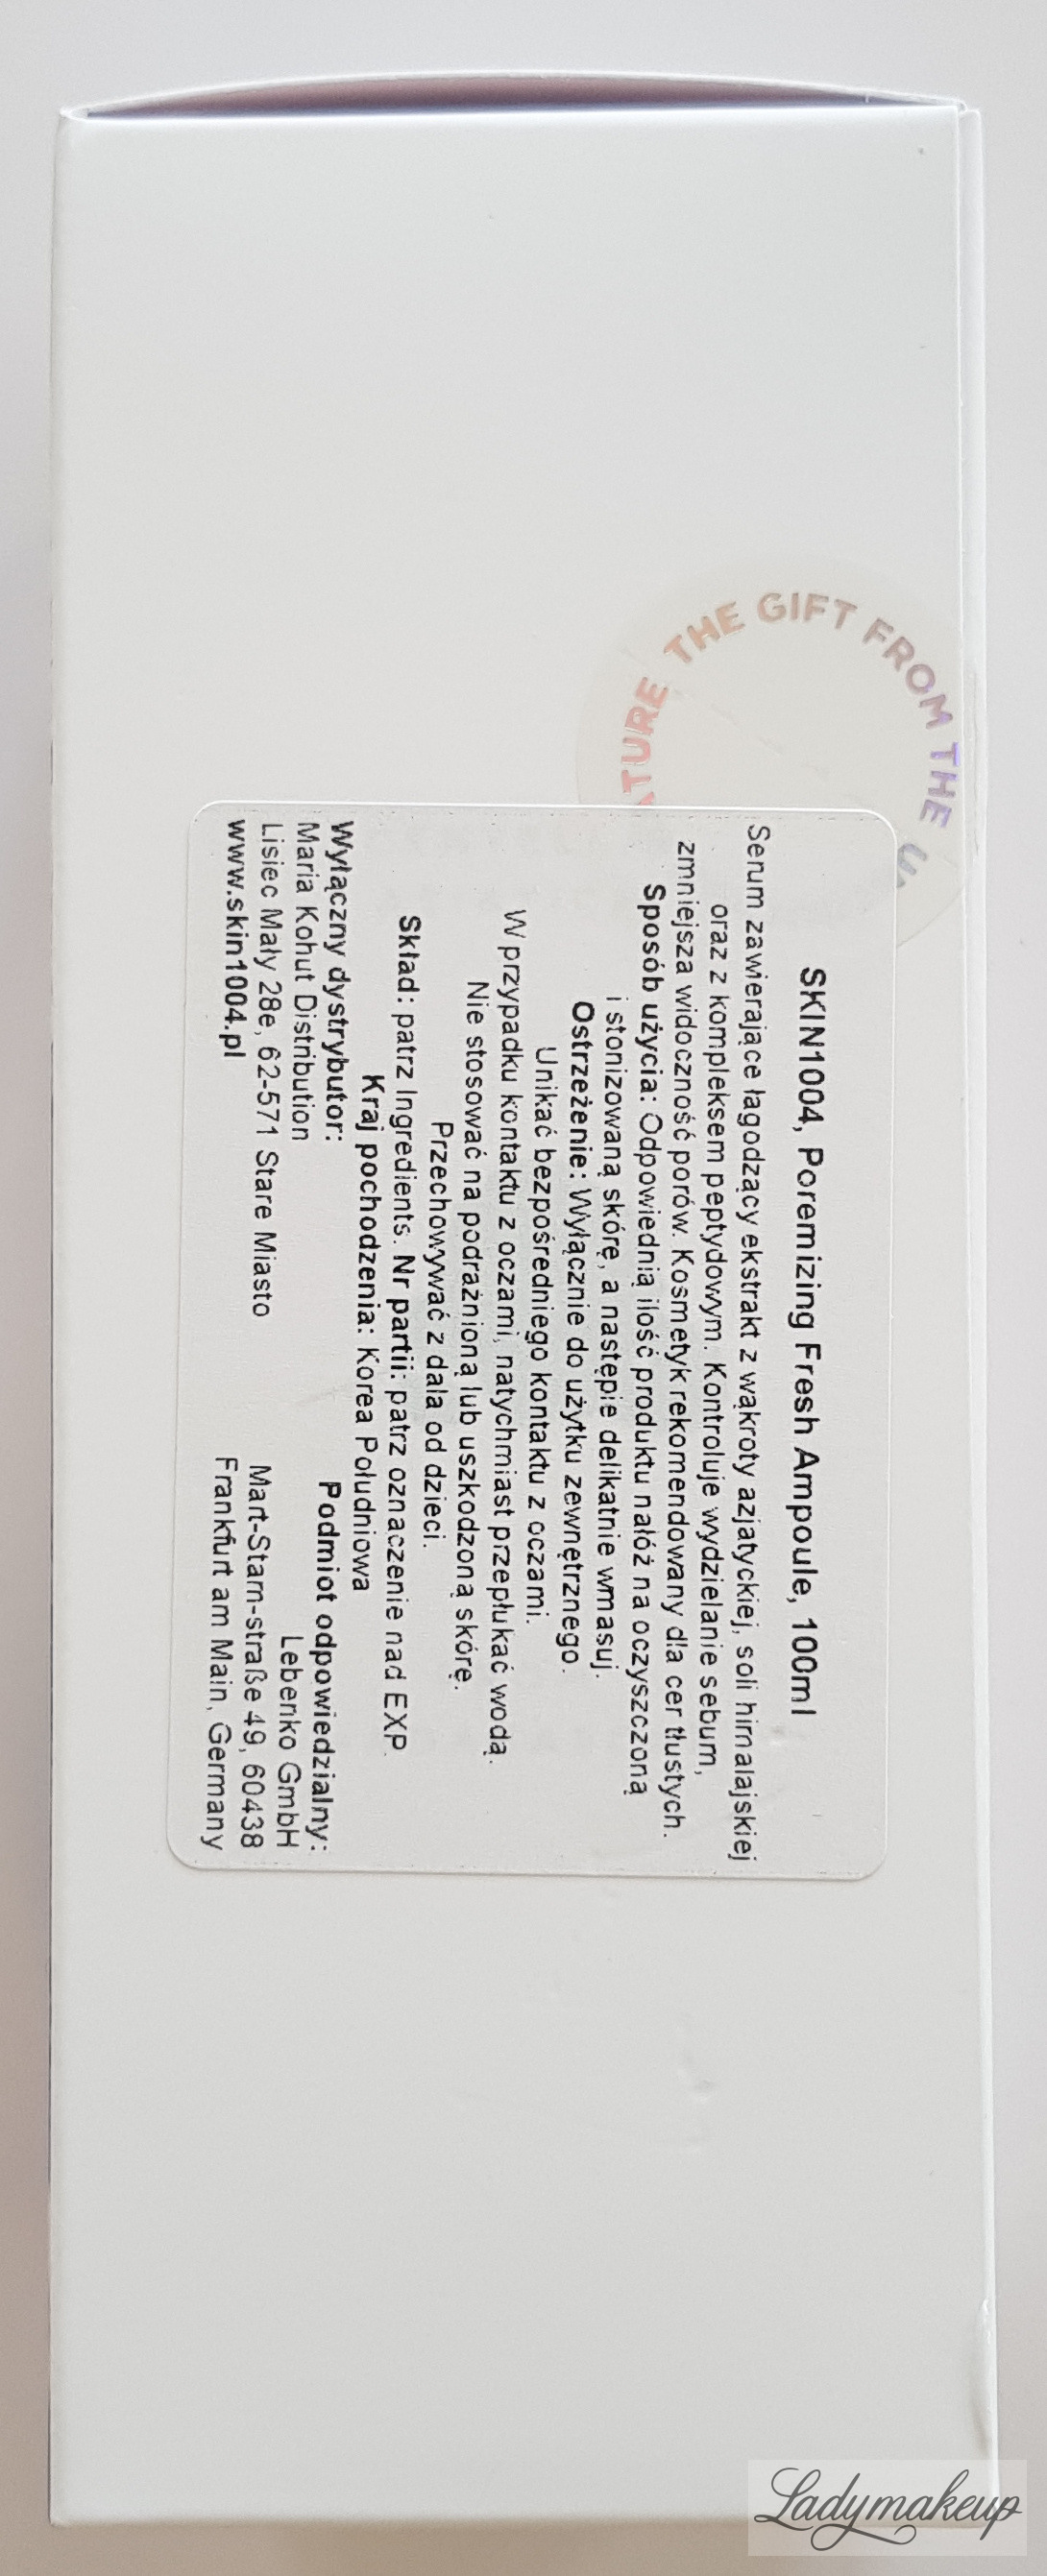 THE GIFT FROM THE
SKIN1004, Poremizing Fresh Ampoule, 100ml
Serum zawierające łagodzący ekstrakt z wąkroty azjatyckiej, soli himalajskiej
oraz z kompleksem peptydowym. Kontroluje wydzielanie sebum,
zmniejsza widoczność porów. Kosmetyk rekomendowany dla cer tłustych.
Sposób użycia: Odpowiednią ilość produktu nałóż na oczyszczoną
i stonizowaną skórę, a następie delikatnie wmasuj.
Ostrzeżenie: Wyłącznie do użytku zewnętrznego.
Unikać bezpośredniego kontaktu z oczami.
W przypadku kontaktu z oczami, natychmiast przepłukać wodą.
Nie stosować na podrażnioną lub uszkodzoną skórę.
Przechowywać z dala od dzieci.
Skład: patrz Ingredients. Nr partii: patrz oznaczenie nad EXP.
Kraj pochodzenia: Korea Południowa
Wyłączny dystrybutor:
Maria Kohut Distribution
Lisiec Mały 28e, 62-571 Stare Miasto
www.skin1004.pl
Podmiot odpowiedzialny:
Lebenko GmbH
Mart-Stam-straße 49, 60438
Frankfurt am Main, Germany
Ladymakeup